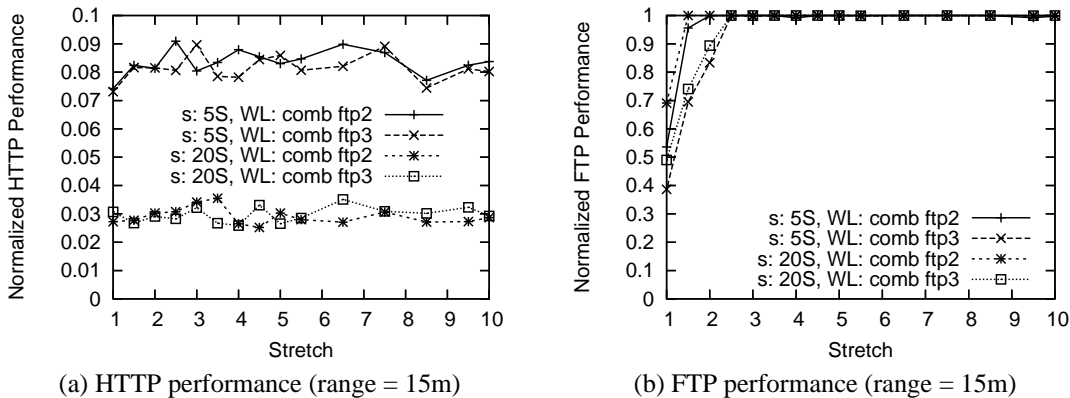 Normalized HTTP Performance
0.1
0.09
0.08
0.07
0.06
0.05
0.04
0.03
0.02
0.01
0
s: 5S, WL: comb ftp2
s: 5S, WL: comb ftp3
s: 20S, WL: comb ftp2
s: 20S, WL: comb ftp3
1 2 3 4 5 6 7 8 9 10
Stretch
(a) HTTP performance (range = 15m)
Normalized FTP Performance
1
0.9
0.8
0.7
0.6
0.5
0.4
0.3
0.2
0.1
0
s: 5S, WL: comb ftp2
s: 5S, WL: comb ftp3
s: 20S, WL: comb ftp2
s: 20S, WL: comb ftp3
1 2 3 4 5 6 7 8 9 10
Stretch
(b) FTP performance (range = 15m)